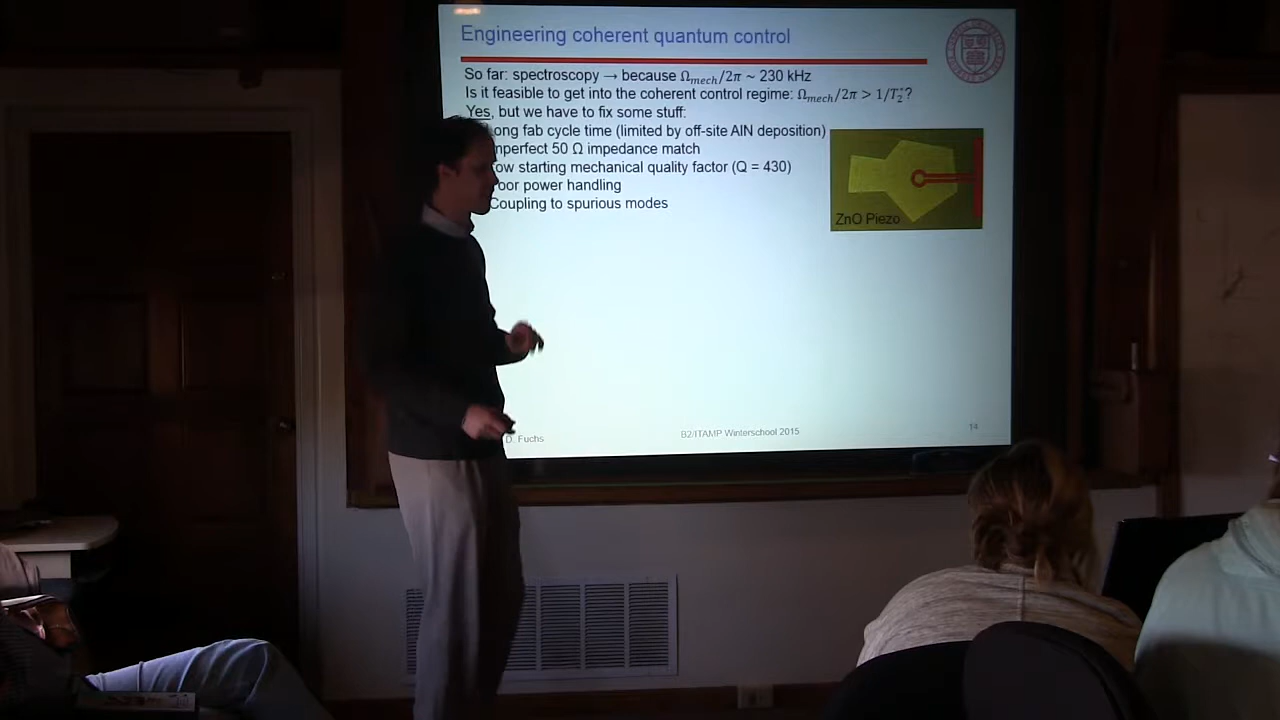 Engineering coherent quantum control
So far: spectroscopy → because Ω_mech/2π ~ 230 kHz
Is it feasible to get into the coherent control regime: Ω_mech/2π > 1/T₂*?
Yes, but we have to fix some stuff:
ong fab cycle time (limited by off-site AlN deposition)
mperfect 50 Ω impedance match
ow starting mechanical quality factor (Q = 430)
oor power handling
Coupling to spurious modes
ZnO Piezo
D. Fuchs
B2/ITAMP Winterschool 2015
14